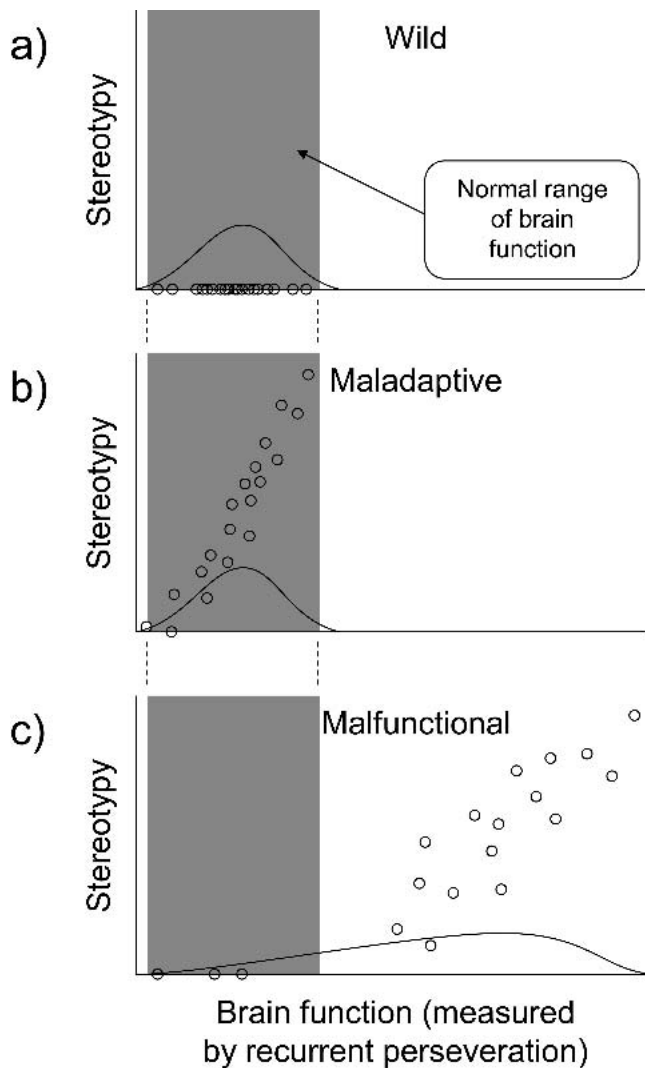 a)
Wild
Stereotypy
Normal range
of brain
function
b)
Maladaptive
Stereotypy
c)
Malfunctional
Stereotypy
Brain function (measured
by recurrent perseveration)